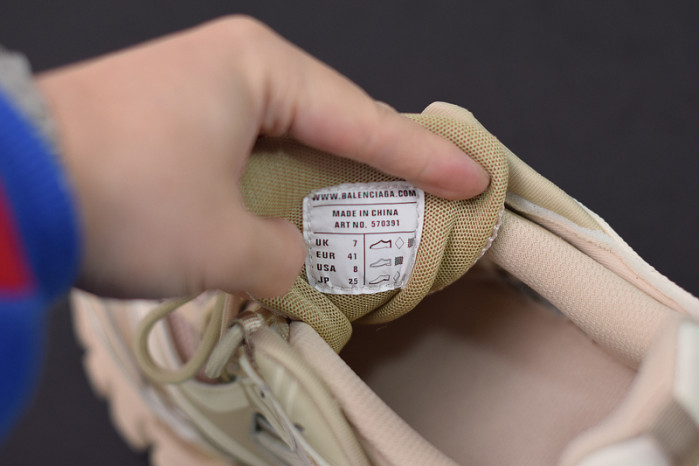 WWW.BALENCIAGA.COM
MADE IN CHINA
ART NO. 570391
UK 7
EUR 41
USA 8
JP 25